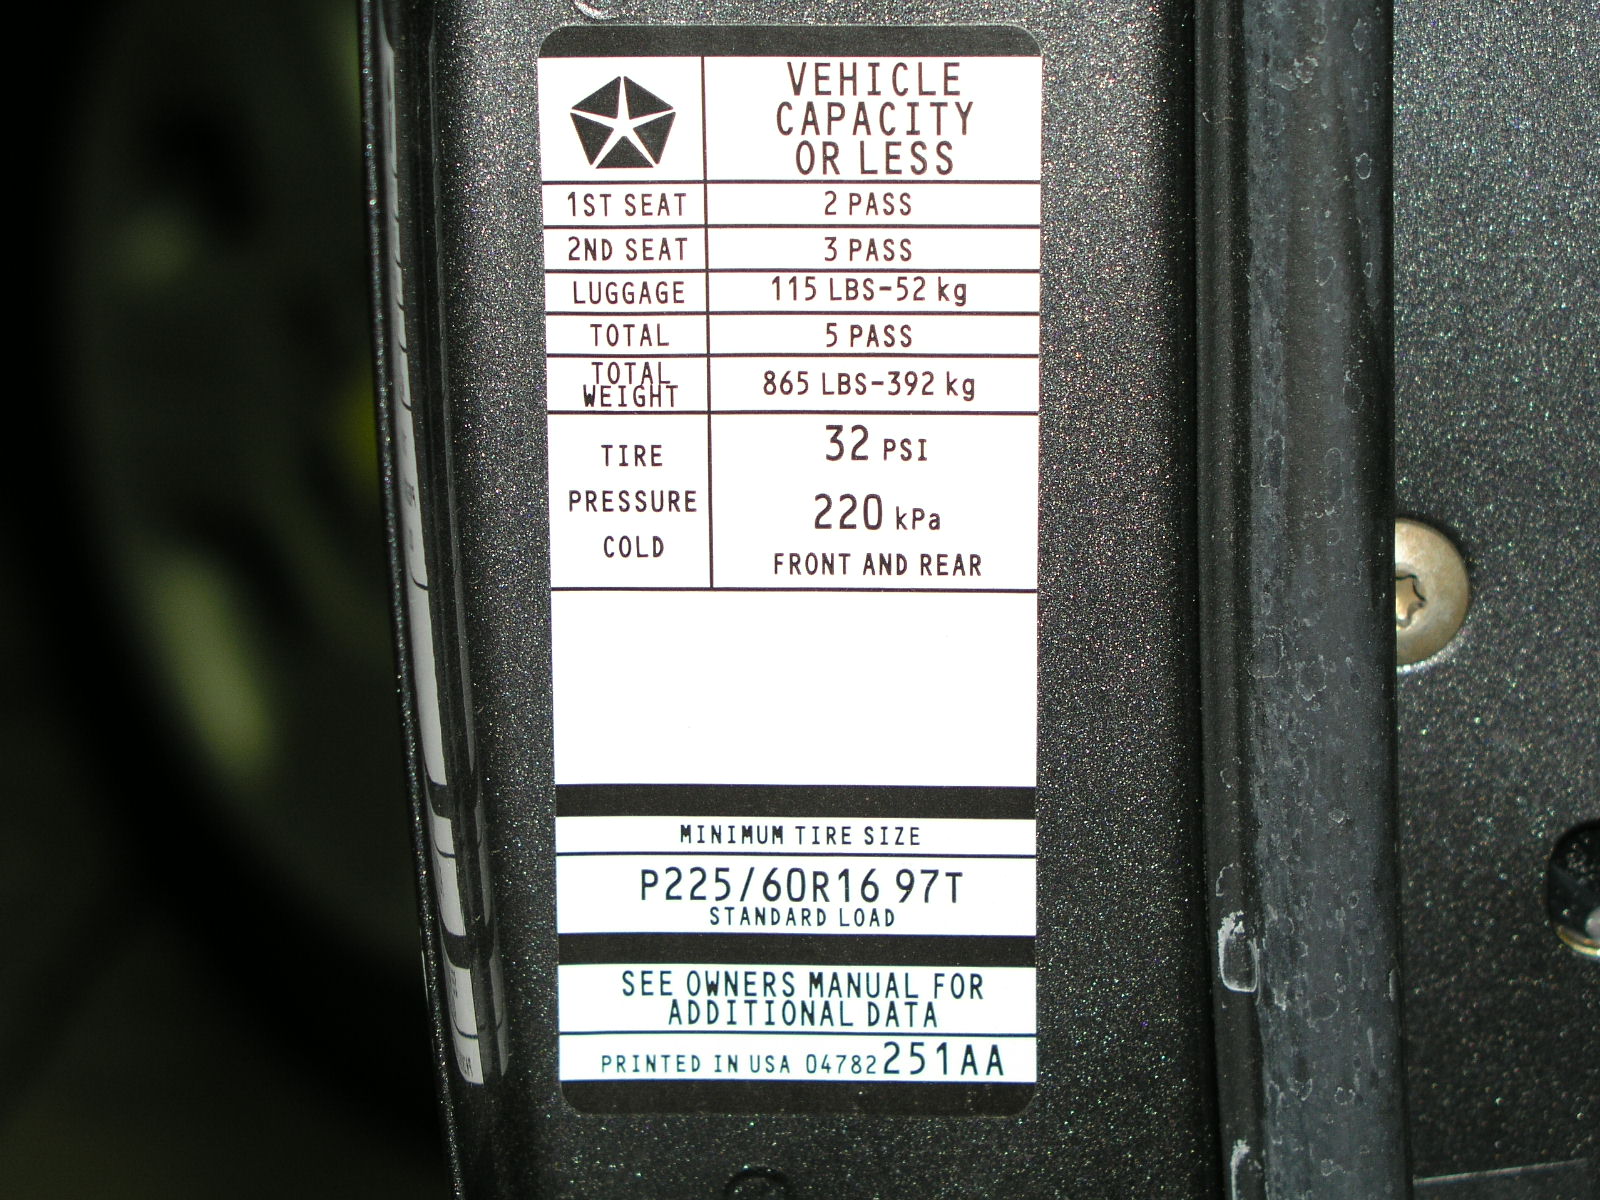 VEHICLE
CAPACITY
OR LESS
1ST SEAT 2 PASS
2ND SEAT 3 PASS
LUGGAGE 115 LBS-52 kg
TOTAL 5 PASS
TOTAL
WEIGHT 865 LBS-392 kg
TIRE
PRESSURE
COLD
32 PSI
220 kPa
FRONT AND REAR
MINIMUM TIRE SIZE
P225/60R16 97T
STANDARD LOAD
SEE OWNERS MANUAL FOR
ADDITIONAL DATA
PRINTED IN USA 04782251AA